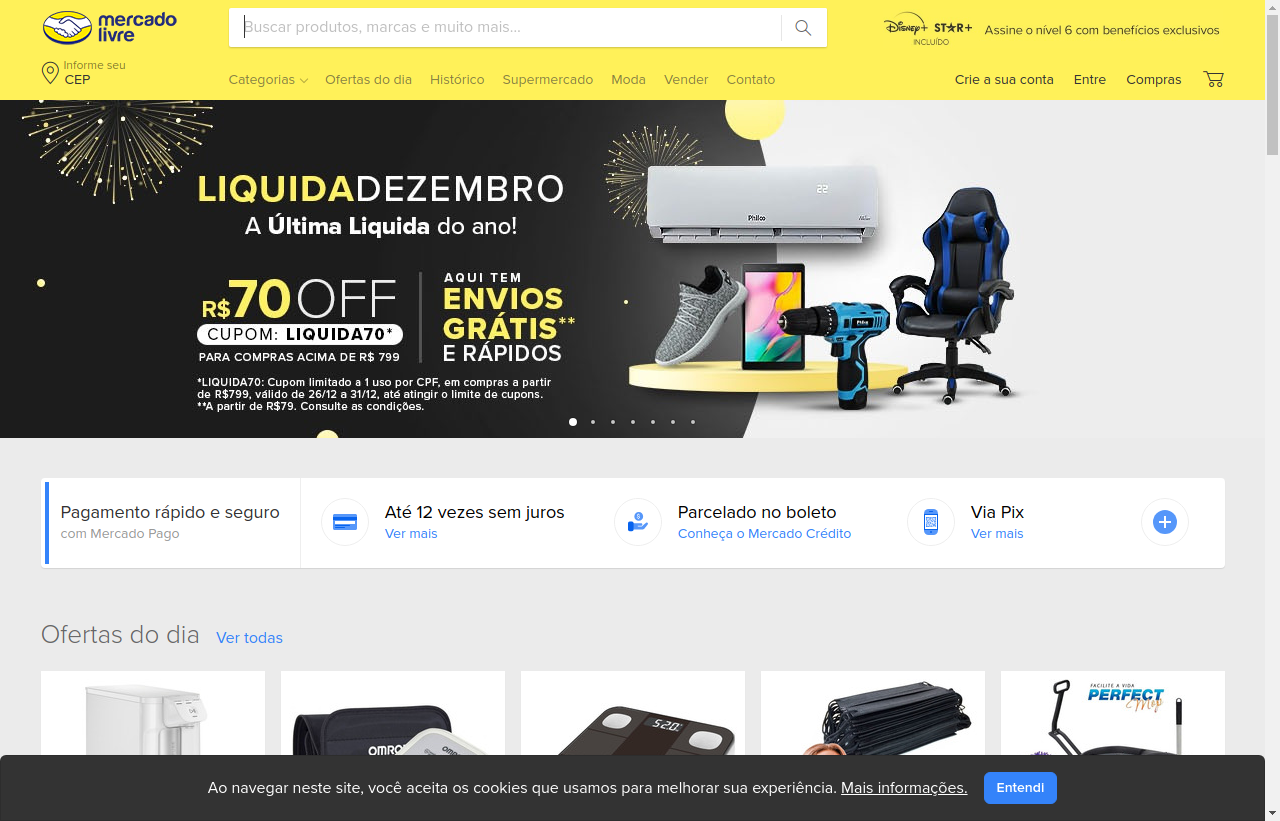 mercado
livre
Buscar produtos, marcas e muito mais...
Disney+ STAR+
INCLUÍDO
Assine o nível 6 com benefícios exclusivos
Informe seu
CEP
Categorias
Ofertas do dia
Histórico
Supermercado
Moda
Vender
Contato
Crie a sua conta
Entre
Compras
LIQUIDADEZEMBRO
A Última Liquida do ano!
R$70OFF
CUPOM: LIQUIDA70*
PARA COMPRAS ACIMA DE R$ 799
AQUI TEM
ENVIOS
GRÁTIS**
E RÁPIDOS
*LIQUIDA70: Cupom limitado a 1 uso por CPF, em compras a partir
de R$799, válido de 26/12 a 31/12, até atingir o limite de cupons.
**A partir de R$79. Consulte as condições.
22
Philco
Pagamento rápido e seguro
com Mercado Pago
Até 12 vezes sem juros
Ver mais
Parcelado no boleto
Conheça o Mercado Crédito
Via Pix
Ver mais
Ofertas do dia
Ver todas
OMRO
52.0
FACILITE A VIDA
PERFECT
Mop
Ao navegar neste site, você aceita os cookies que usamos para melhorar sua experiência. Mais informações.
Entendi